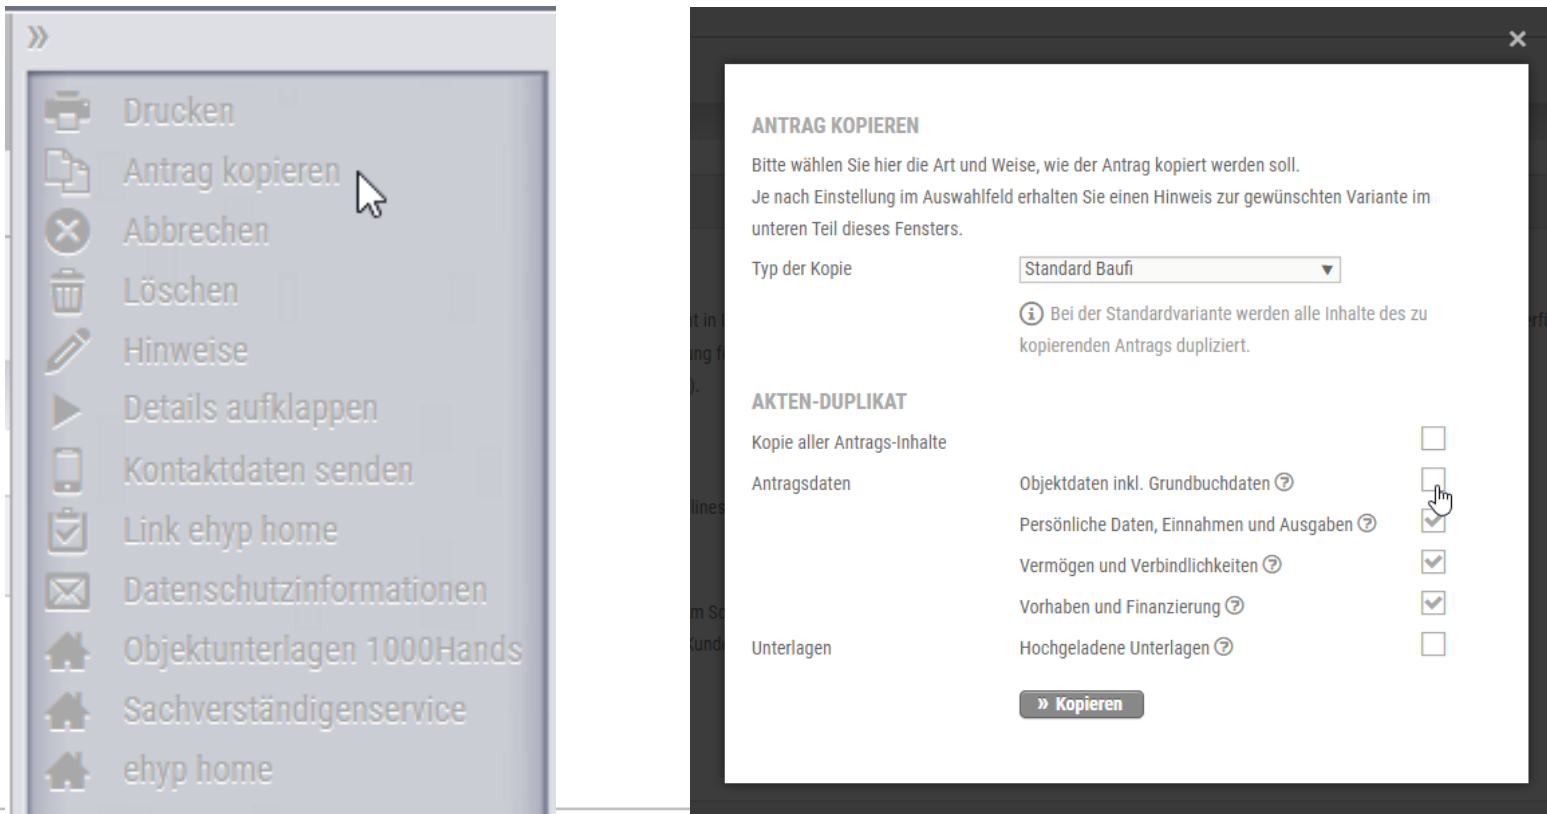 »
Drucken
Antrag kopieren
Abbrechen
Löschen
Hinweise
Details aufklappen
Kontaktdaten senden
Link ehyp home
Datenschutzinformationen
Objektunterlagen 1000Hands
Sachverständigenservice
ehyp home
ANTRAG KOPIEREN
Bitte wählen Sie hier die Art und Weise, wie der Antrag kopiert werden soll.
Je nach Einstellung im Auswahlfeld erhalten Sie einen Hinweis zur gewünschten Variante im
unteren Teil dieses Fensters.
Typ der Kopie Standard Baufi
Bei der Standardvariante werden alle Inhalte des zu
kopierenden Antrags dupliziert.
AKTEN-DUPLIKAT
Kopie aller Antrags-Inhalte
Antragsdaten Objektdaten inkl. Grundbuchdaten ?
Persönliche Daten, Einnahmen und Ausgaben ?
Vermögen und Verbindlichkeiten ?
Vorhaben und Finanzierung ?
Unterlagen Hochgeladene Unterlagen ?
» Kopieren